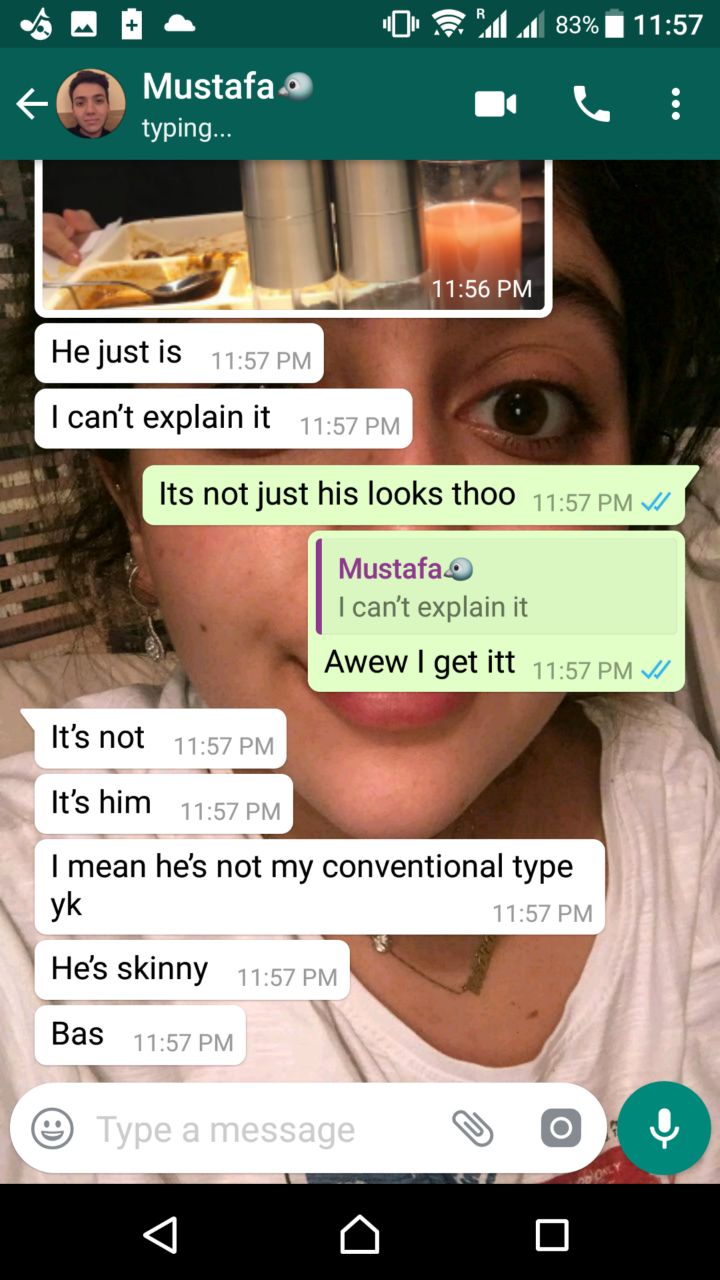 R 83% 11:57
Mustafa🐦
typing...
11:56 PM
He just is 11:57 PM
I can’t explain it 11:57 PM
Its not just his looks thoo 11:57 PM
Mustafa🐦
I can’t explain it
Awew I get itt 11:57 PM
It’s not 11:57 PM
It’s him 11:57 PM
I mean he’s not my conventional type
yk 11:57 PM
He’s skinny 11:57 PM
Bas 11:57 PM
Type a message
ONLY